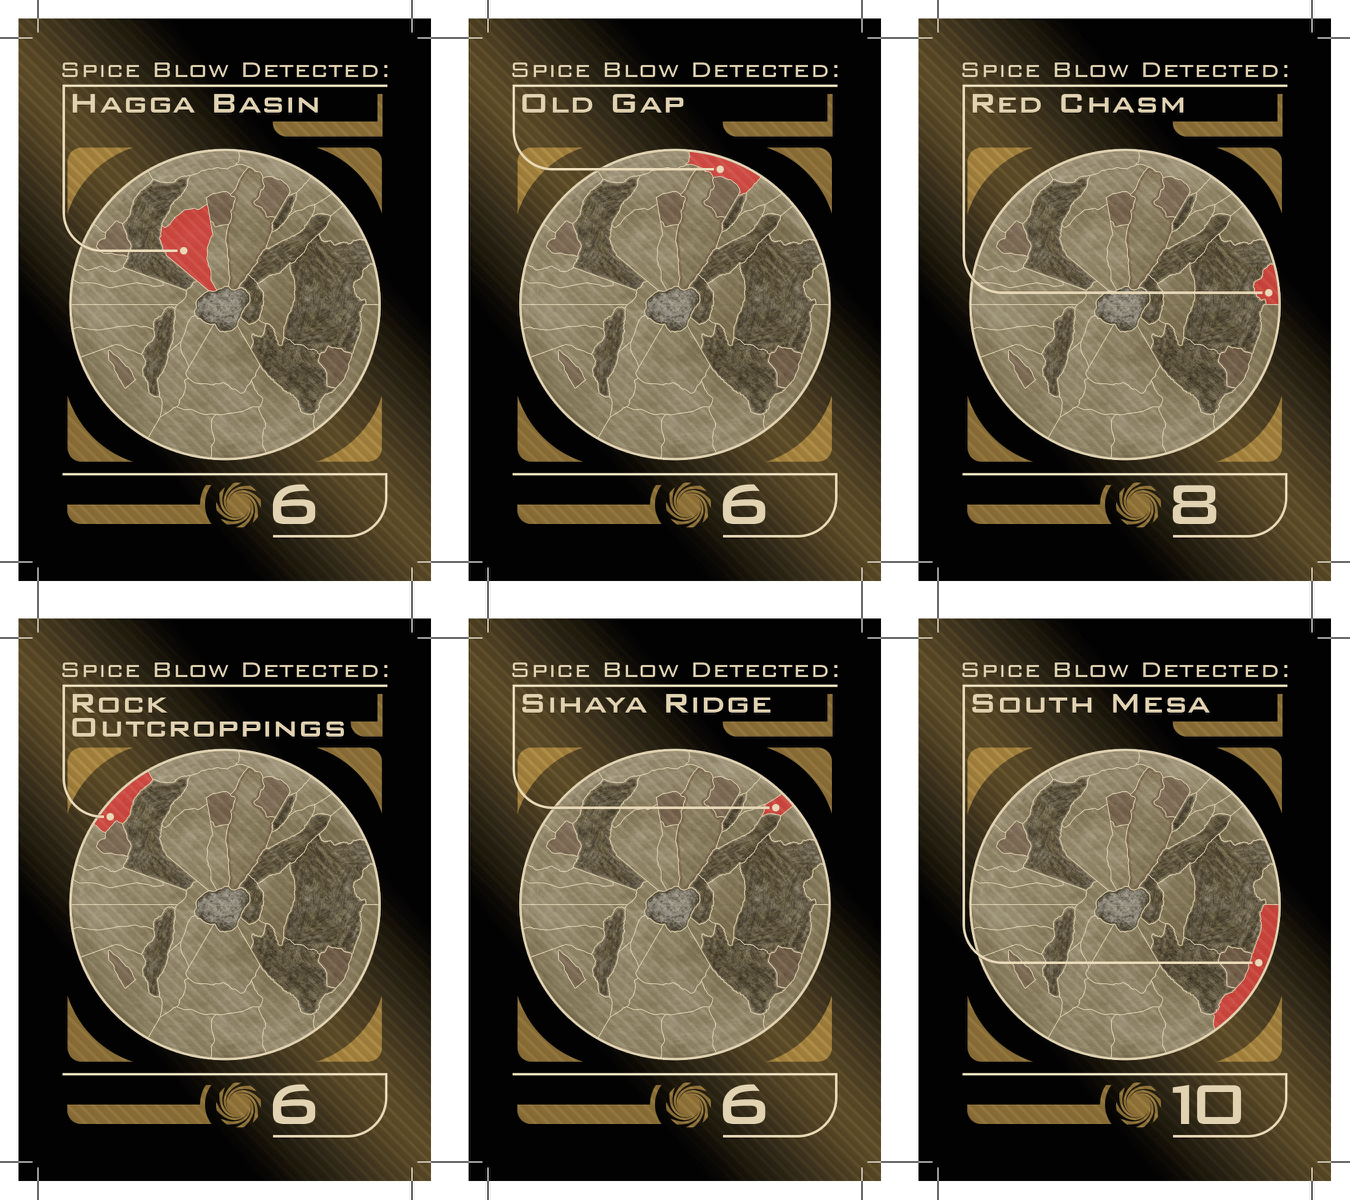 Spice Blow Detected:
Hagga Basin
6
Spice Blow Detected:
Old Gap
6
Spice Blow Detected:
Red Chasm
8
Spice Blow Detected:
Rock
Outcroppings
6
Spice Blow Detected:
Sihaya Ridge
6
Spice Blow Detected:
South Mesa
10